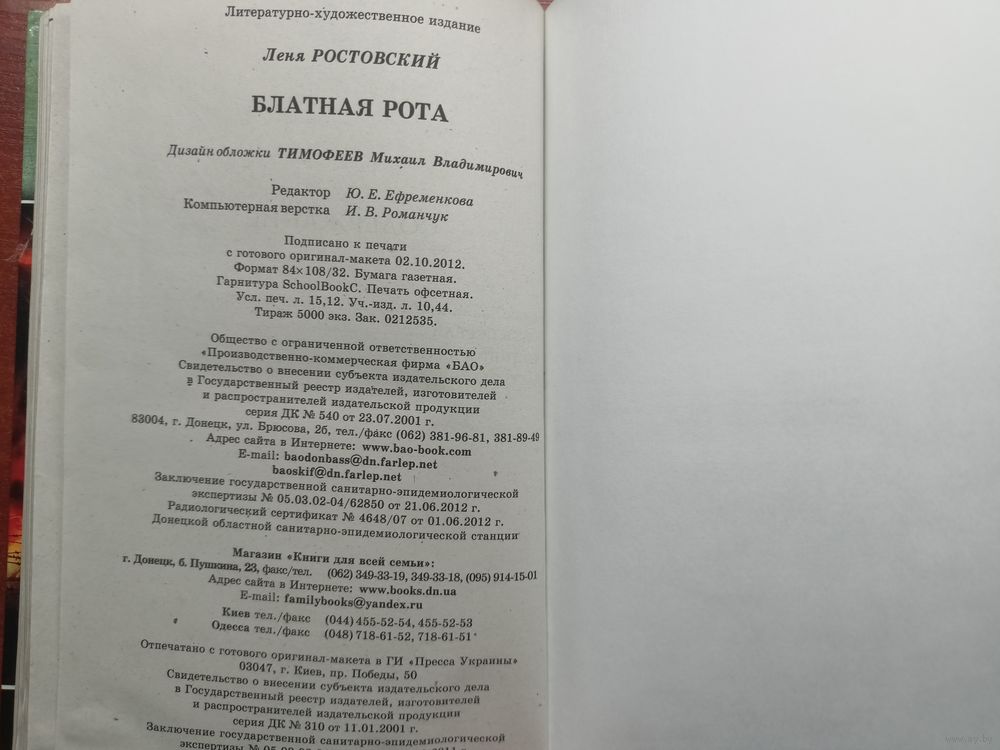 Литературно-художественное издание
Леня РОСТОВСКИЙ
БЛАТНАЯ РОТА
Дизайн обложки ТИМОФЕЕВ Михаил Владимирович
Редактор Ю. Е. Ефременкова
Компьютерная верстка И. В. Романчук
Подписано к печати
с готового оригинал-макета 02.10.2012.
Формат 84×108/32. Бумага газетная.
Гарнитура SchoolBookC. Печать офсетная.
Усл. печ. л. 15,12. Уч.-изд. л. 10,44.
Тираж 5000 экз. Зак. 0212535.
Общество с ограниченной ответственностью
«Производственно-коммерческая фирма «БАО»
Свидетельство о внесении субъекта издательского дела
в Государственный реестр издателей, изготовителей
и распространителей издательской продукции
серия ДК № 540 от 23.07.2001 г.
83004, г. Донецк, ул. Брюсова, 2б, тел./факс (062) 381-96-81, 381-89-49
Адрес сайта в Интернете: www.bao-book.com
E-mail: baodonbass@dn.farlep.net
baoskif@dn.farlep.net
Заключение государственной санитарно-эпидемиологической
экспертизы № 05.03.02-04/62850 от 21.06.2012 г.
Радиологический сертификат № 4648/07 от 01.06.2012 г.
Донецкой областной санитарно-эпидемиологической станции
Магазин «Книги для всей семьи»:
г. Донецк, б. Пушкина, 23, факс/тел. (062) 349-33-19, 349-33-18, (095) 914-15-01
Адрес сайта в Интернете: www.books.dn.ua
E-mail: familybooks@yandex.ru
Киев тел./факс (044) 455-52-54, 455-52-53
Одесса тел./факс (048) 718-61-52, 718-61-51
Отпечатано с готового оригинал-макета в ГИ «Пресса Украины»
03047, г. Киев, пр. Победы, 50
Свидетельство о внесении субъекта издательского дела
в Государственный реестр издателей, изготовителей
и распространителей издательской продукции
серия ДК № 310 от 11.01.2001 г.
Заключение государственной санитарно-эпидемиологической
экспертизы №
www.ay.by